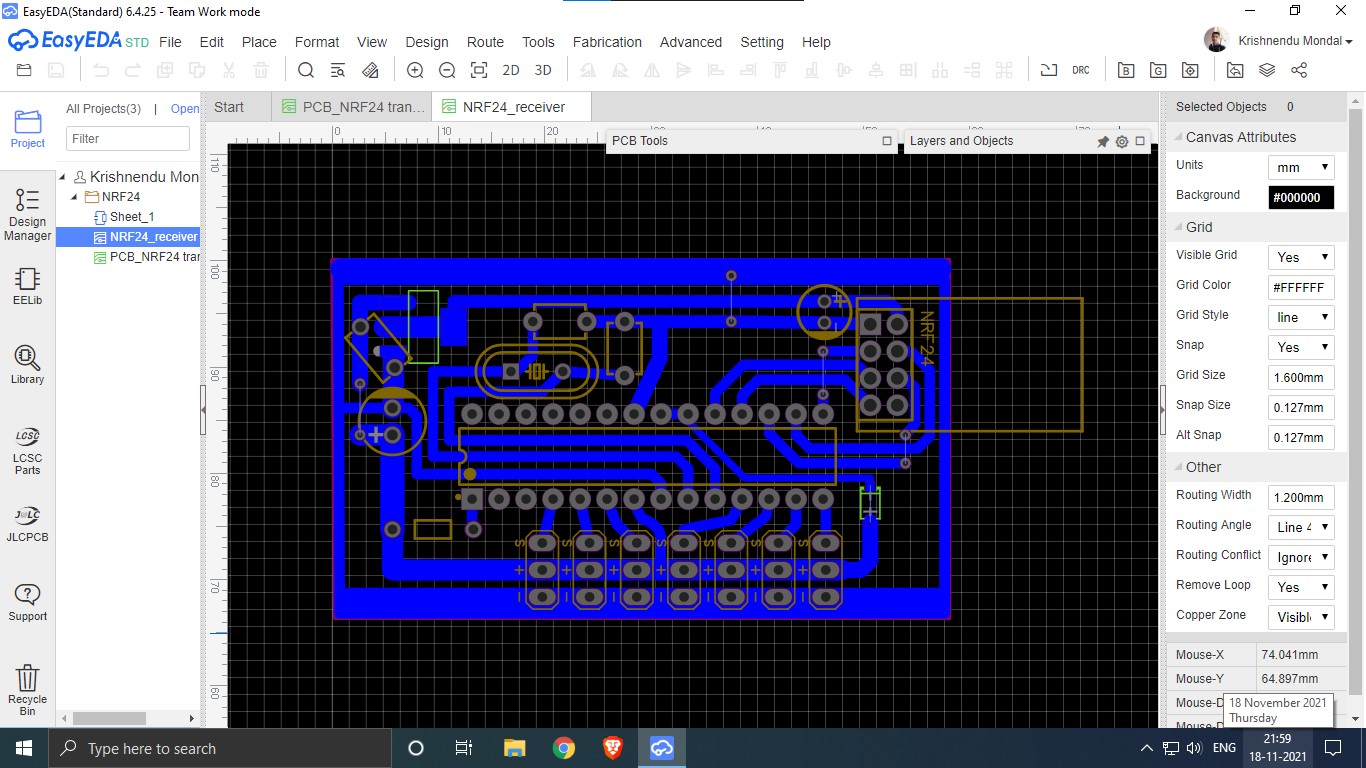 EasyEDA(Standard) 6.4.25 - Team Work mode
EasyEDA STD File Edit Place Format View Design Route Tools Fabrication Advanced Setting Help Krishnendu Mondal
2D 3D DRC B G
All Projects(3) | Open
Start PCB_NRF24 tran... NRF24_receiver
Selected Objects 0
Filter
PCB Tools
Layers and Objects
Canvas Attributes
Project
Units mm
Krishnendu Mon
Background #000000
NRF24
Sheet_1
NRF24_receiver
PCB_NRF24 tran
Design
Manager
Grid
Visible Grid Yes
Grid Color #FFFFFF
Grid Style line
Snap Yes
Grid Size 1.600mm
Snap Size 0.127mm
Alt Snap 0.127mm
EELib
Library
LCSC
LCSC
Parts
JLCPCB
Support
Recycle
Bin
0 10 20
110
100
90
80
70
60
NRF24
S S S S S S S
+ + + + + + +
Other
Routing Width 1.200mm
Routing Angle Line 4
Routing Conflict Ignore
Remove Loop Yes
Copper Zone Visibl
Mouse-X 74.041mm
Mouse-Y 64.897mm
Mouse-D
18 November 2021
Thursday
Type here to search
ENG
21:59
18-11-2021